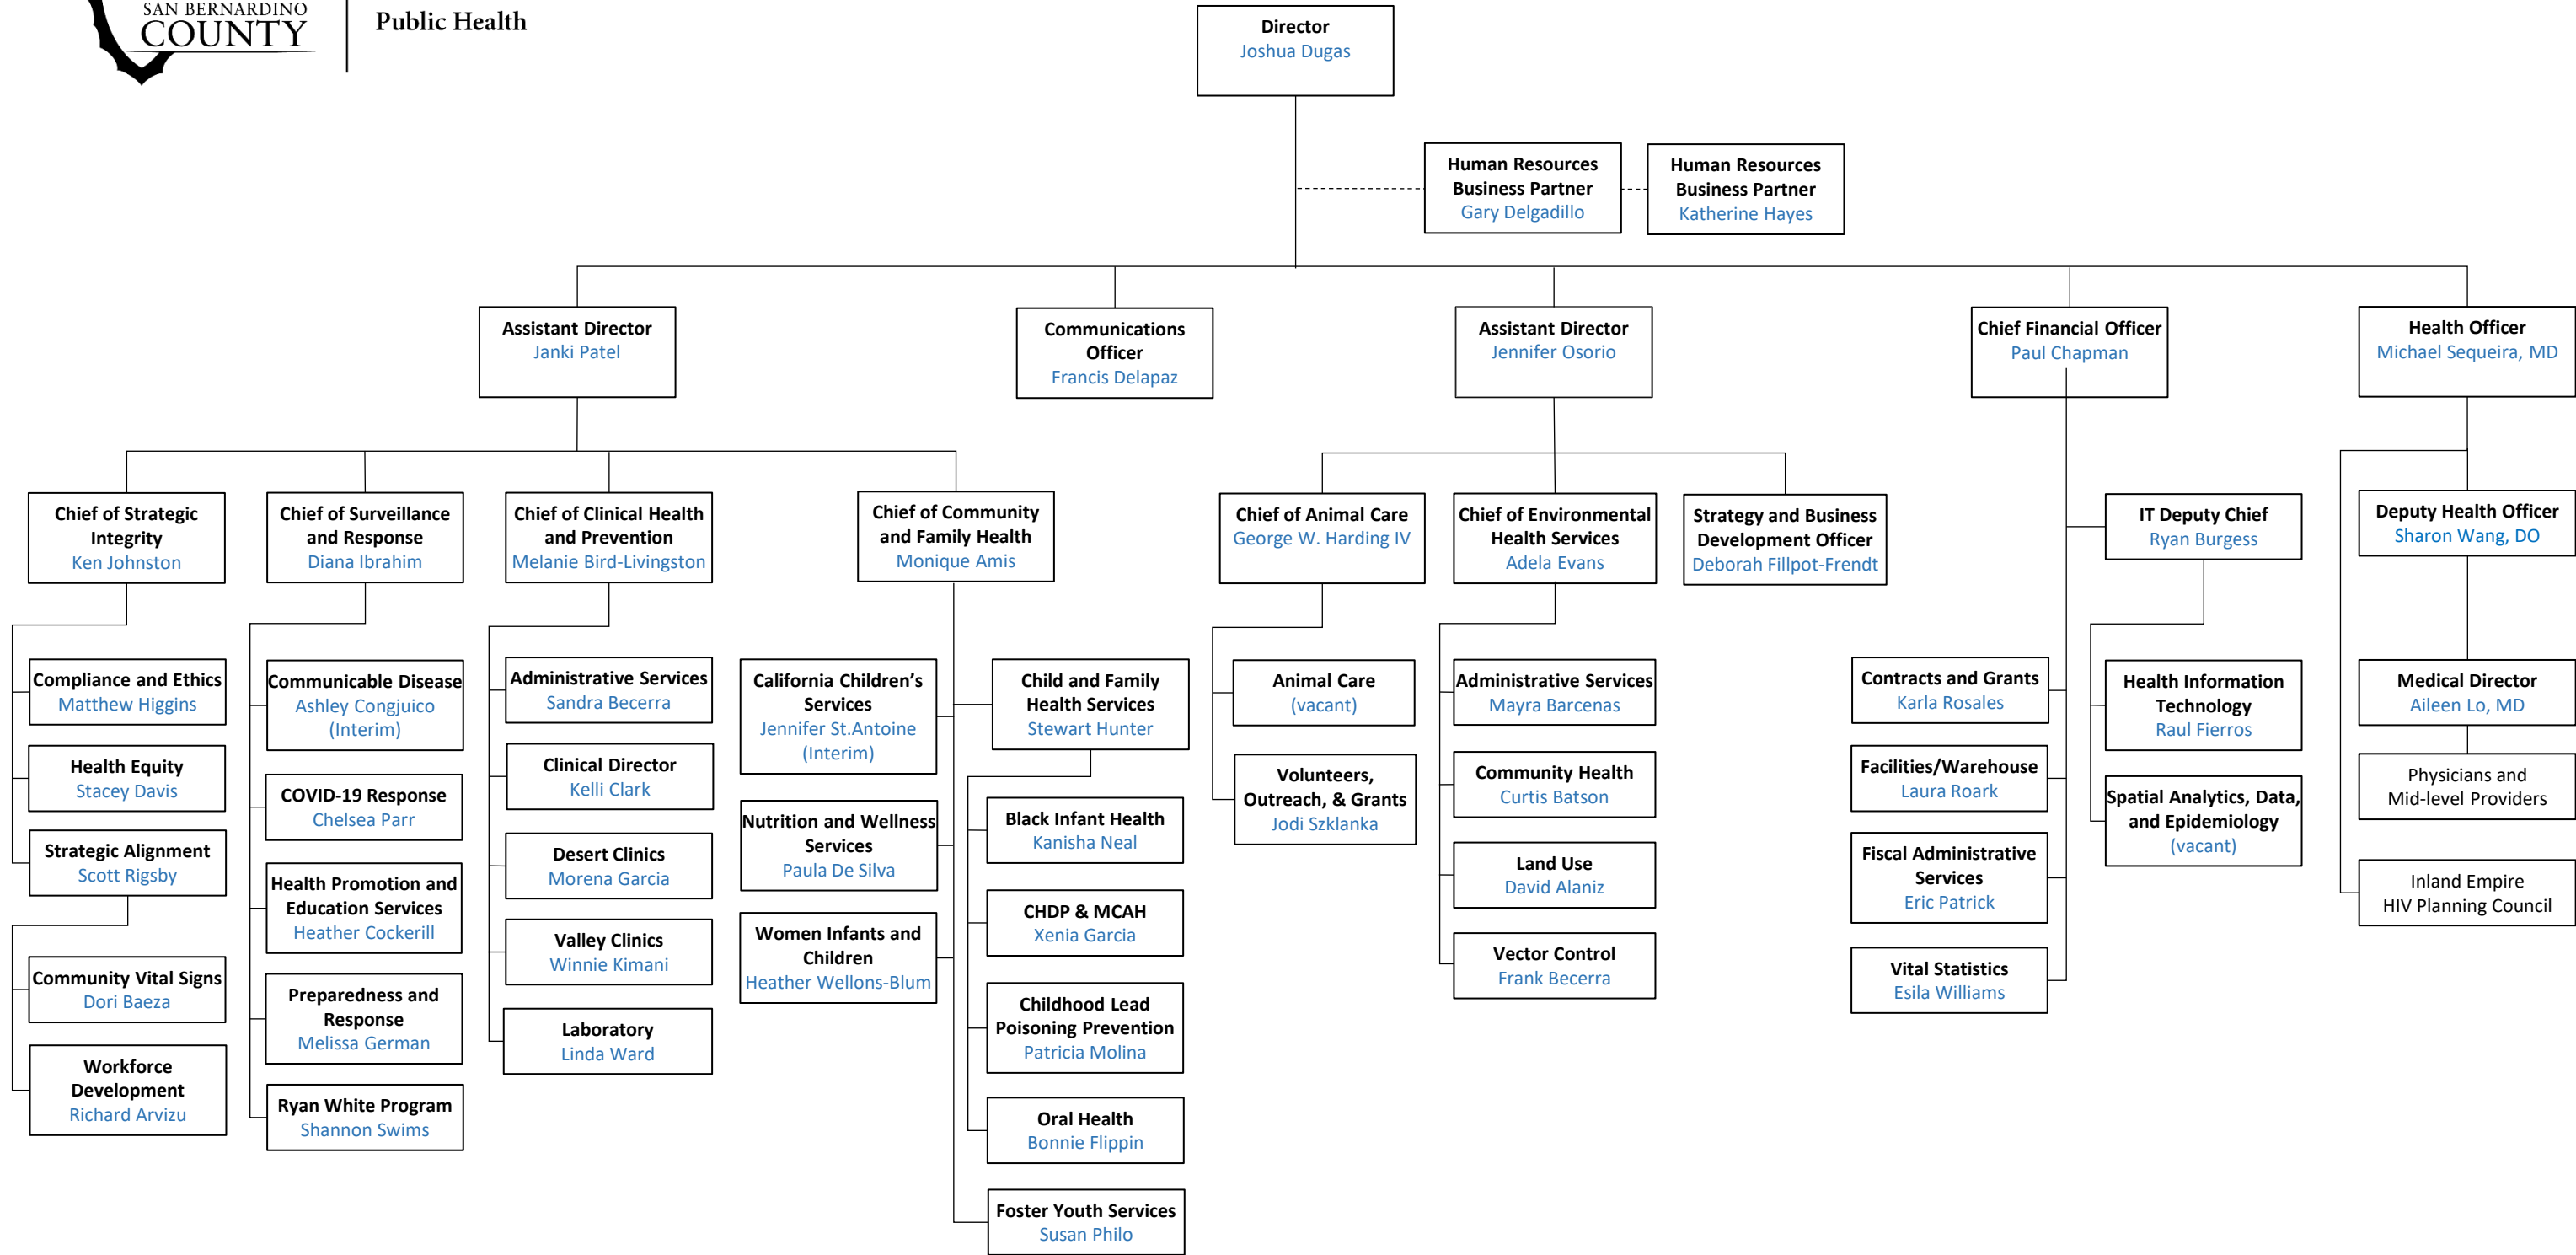 SAN BERNARDINO
COUNTY
Public Health
Director
Joshua Dugas
Human Resources
Business Partner
Gary Delgadillo
Human Resources
Business Partner
Katherine Hayes
Assistant Director
Janki Patel
Communications
Officer
Francis Delapaz
Assistant Director
Jennifer Osorio
Chief Financial Officer
Paul Chapman
Health Officer
Michael Sequeira, MD
Chief of Strategic
Integrity
Ken Johnston
Chief of Surveillance
and Response
Diana Ibrahim
Chief of Clinical Health
and Prevention
Melanie Bird-Livingston
Chief of Community
and Family Health
Monique Amis
Chief of Animal Care
George W. Harding IV
Chief of Environmental
Health Services
Adela Evans
Strategy and Business
Development Officer
Deborah Fillpot-Frendt
IT Deputy Chief
Ryan Burgess
Deputy Health Officer
Sharon Wang, DO
Compliance and Ethics
Matthew Higgins
Health Equity
Stacey Davis
Strategic Alignment
Scott Rigsby
Community Vital Signs
Dori Baeza
Workforce
Development
Richard Arvizu
Communicable Disease
Ashley Congjuico
(Interim)
COVID-19 Response
Chelsea Parr
Health Promotion and
Education Services
Heather Cockerill
Preparedness and
Response
Melissa German
Ryan White Program
Shannon Swims
Administrative Services
Sandra Becerra
Clinical Director
Kelli Clark
Desert Clinics
Morena Garcia
Valley Clinics
Winnie Kimani
Laboratory
Linda Ward
California Children’s
Services
Jennifer St.Antoine
(Interim)
Nutrition and Wellness
Services
Paula De Silva
Women Infants and
Children
Heather Wellons-Blum
Child and Family
Health Services
Stewart Hunter
Black Infant Health
Kanisha Neal
CHDP & MCAH
Xenia Garcia
Childhood Lead
Poisoning Prevention
Patricia Molina
Oral Health
Bonnie Flippin
Foster Youth Services
Susan Philo
Animal Care
(vacant)
Volunteers,
Outreach, & Grants
Jodi Szklanka
Administrative Services
Mayra Barcenas
Community Health
Curtis Batson
Land Use
David Alaniz
Vector Control
Frank Becerra
Contracts and Grants
Karla Rosales
Facilities/Warehouse
Laura Roark
Fiscal Administrative
Services
Eric Patrick
Vital Statistics
Esila Williams
Health Information
Technology
Raul Fierros
Spatial Analytics, Data,
and Epidemiology
(vacant)
Medical Director
Aileen Lo, MD
Physicians and
Mid-level Providers
Inland Empire
HIV Planning Council